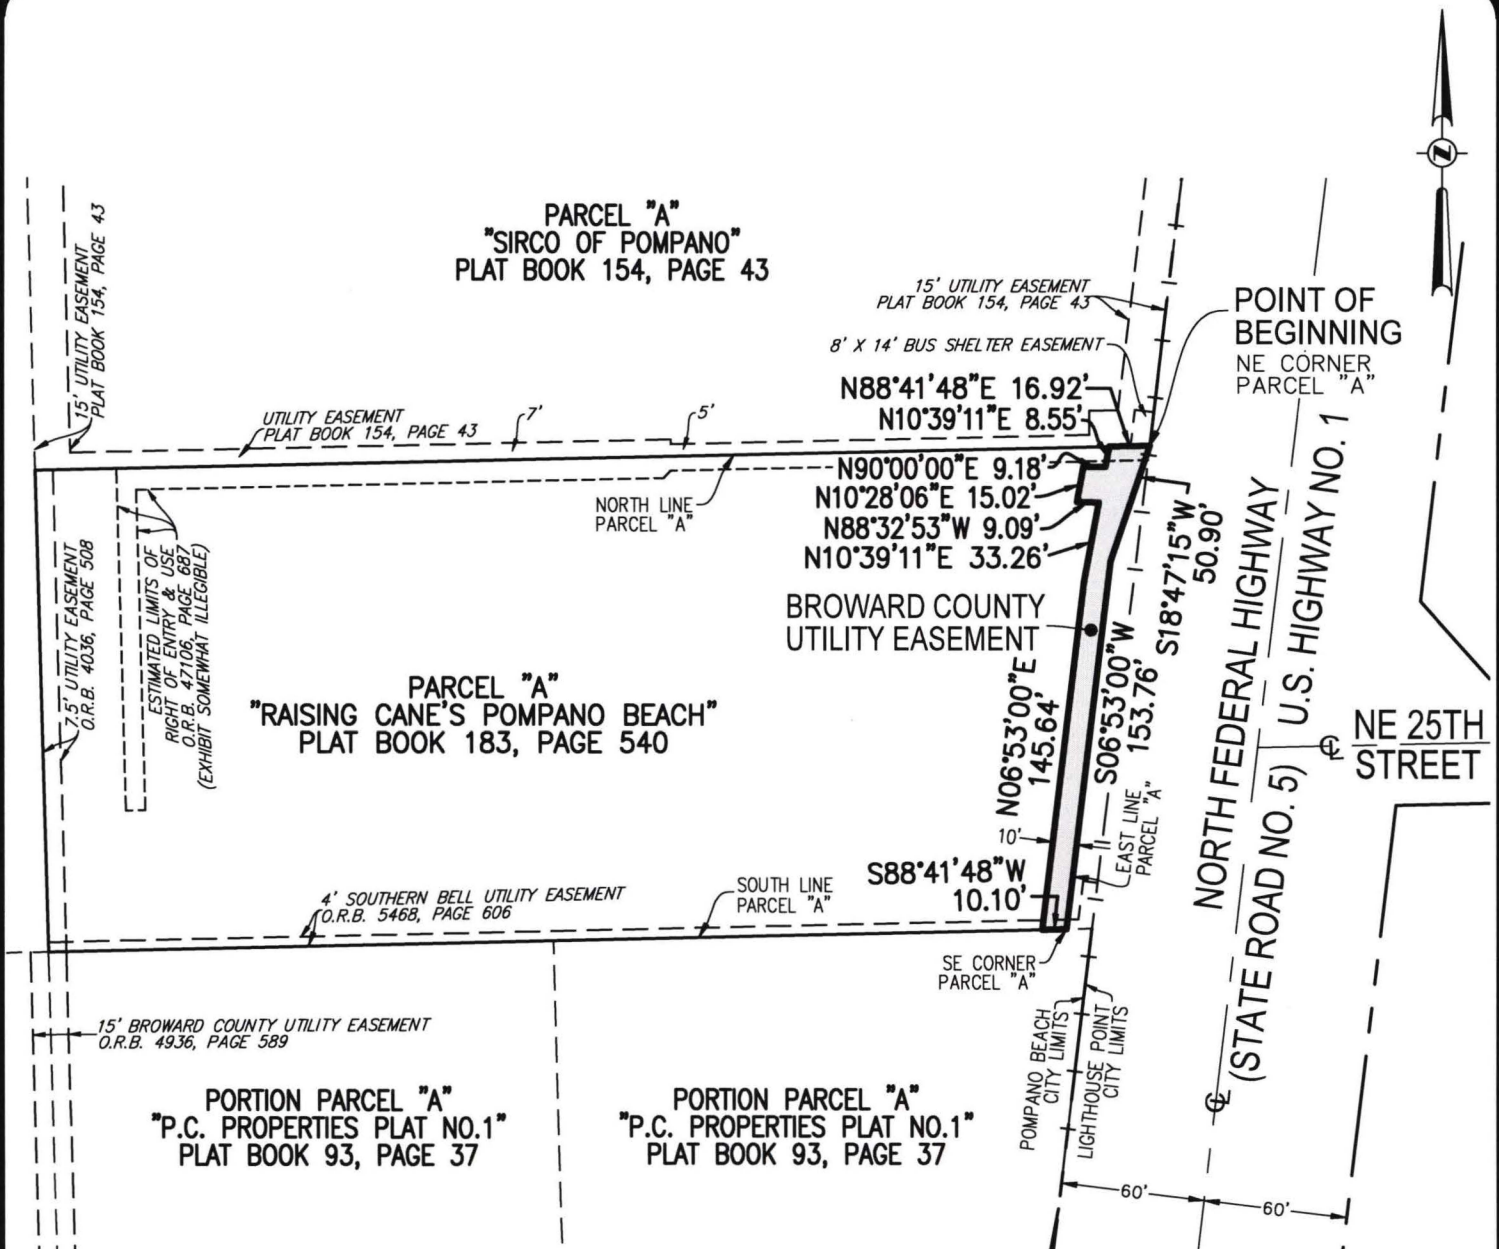 PARCEL "A"
"SIRCO OF POMPANO"
PLAT BOOK 154, PAGE 43
15' UTILITY EASEMENT
PLAT BOOK 154, PAGE 43
15' UTILITY EASEMENT
PLAT BOOK 154, PAGE 43
8' X 14' BUS SHELTER EASEMENT
Z
POINT OF
BEGINNING
NE CORNER
PARCEL "A"
N88°41'48"E 16.92'
N10°39'11"E 8.55'
UTILITY EASEMENT
PLAT BOOK 154, PAGE 43
7'
5'
N90°00'00"E 9.18'
N10°28'06"E 15.02'
N88°32'53"W 9.09'
N10°39'11"E 33.26'
NORTH LINE
PARCEL "A"
S18°47'15"W
50.90'
7.5' UTILITY EASEMENT
O.R.B. 4036, PAGE 508
ESTIMATED LIMITS OF
RIGHT OF ENTRY & USE
O.R.B. 47106, PAGE 687
(EXHIBIT SOMEWHAT ILLEGIBLE)
BROWARD COUNTY
UTILITY EASEMENT
PARCEL "A"
"RAISING CANE'S POMPANO BEACH"
PLAT BOOK 183, PAGE 540
N06°53'00"E
145.64'
S06°53'00"W
153.76'
EAST LINE
PARCEL "A"
NORTH FEDERAL HIGHWAY
(STATE ROAD NO. 5) U.S. HIGHWAY NO. 1
℄
NE 25TH
STREET
10'
S88°41'48"W
10.10'
4' SOUTHERN BELL UTILITY EASEMENT
O.R.B. 5468, PAGE 606
SOUTH LINE
PARCEL "A"
SE CORNER
PARCEL "A"
15' BROWARD COUNTY UTILITY EASEMENT
O.R.B. 4936, PAGE 589
POMPANO BEACH
CITY LIMITS
LIGHTHOUSE POINT
CITY LIMITS
℄
PORTION PARCEL "A"
"P.C. PROPERTIES PLAT NO.1"
PLAT BOOK 93, PAGE 37
PORTION PARCEL "A"
"P.C. PROPERTIES PLAT NO.1"
PLAT BOOK 93, PAGE 37
60'
60'